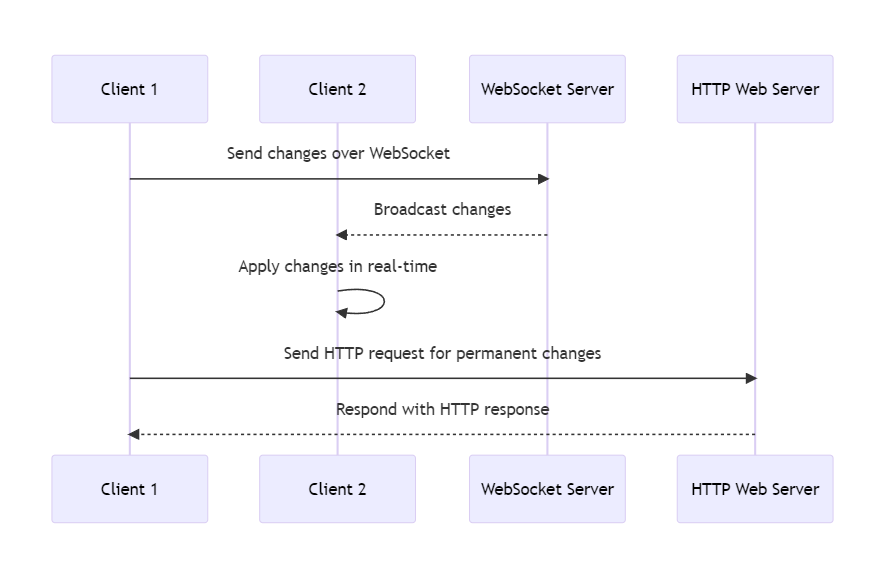 Client 1
Client 2
WebSocket Server
HTTP Web Server
Send changes over WebSocket
Broadcast changes
Apply changes in real-time
Send HTTP request for permanent changes
Respond with HTTP response
Client 1
Client 2
WebSocket Server
HTTP Web Server